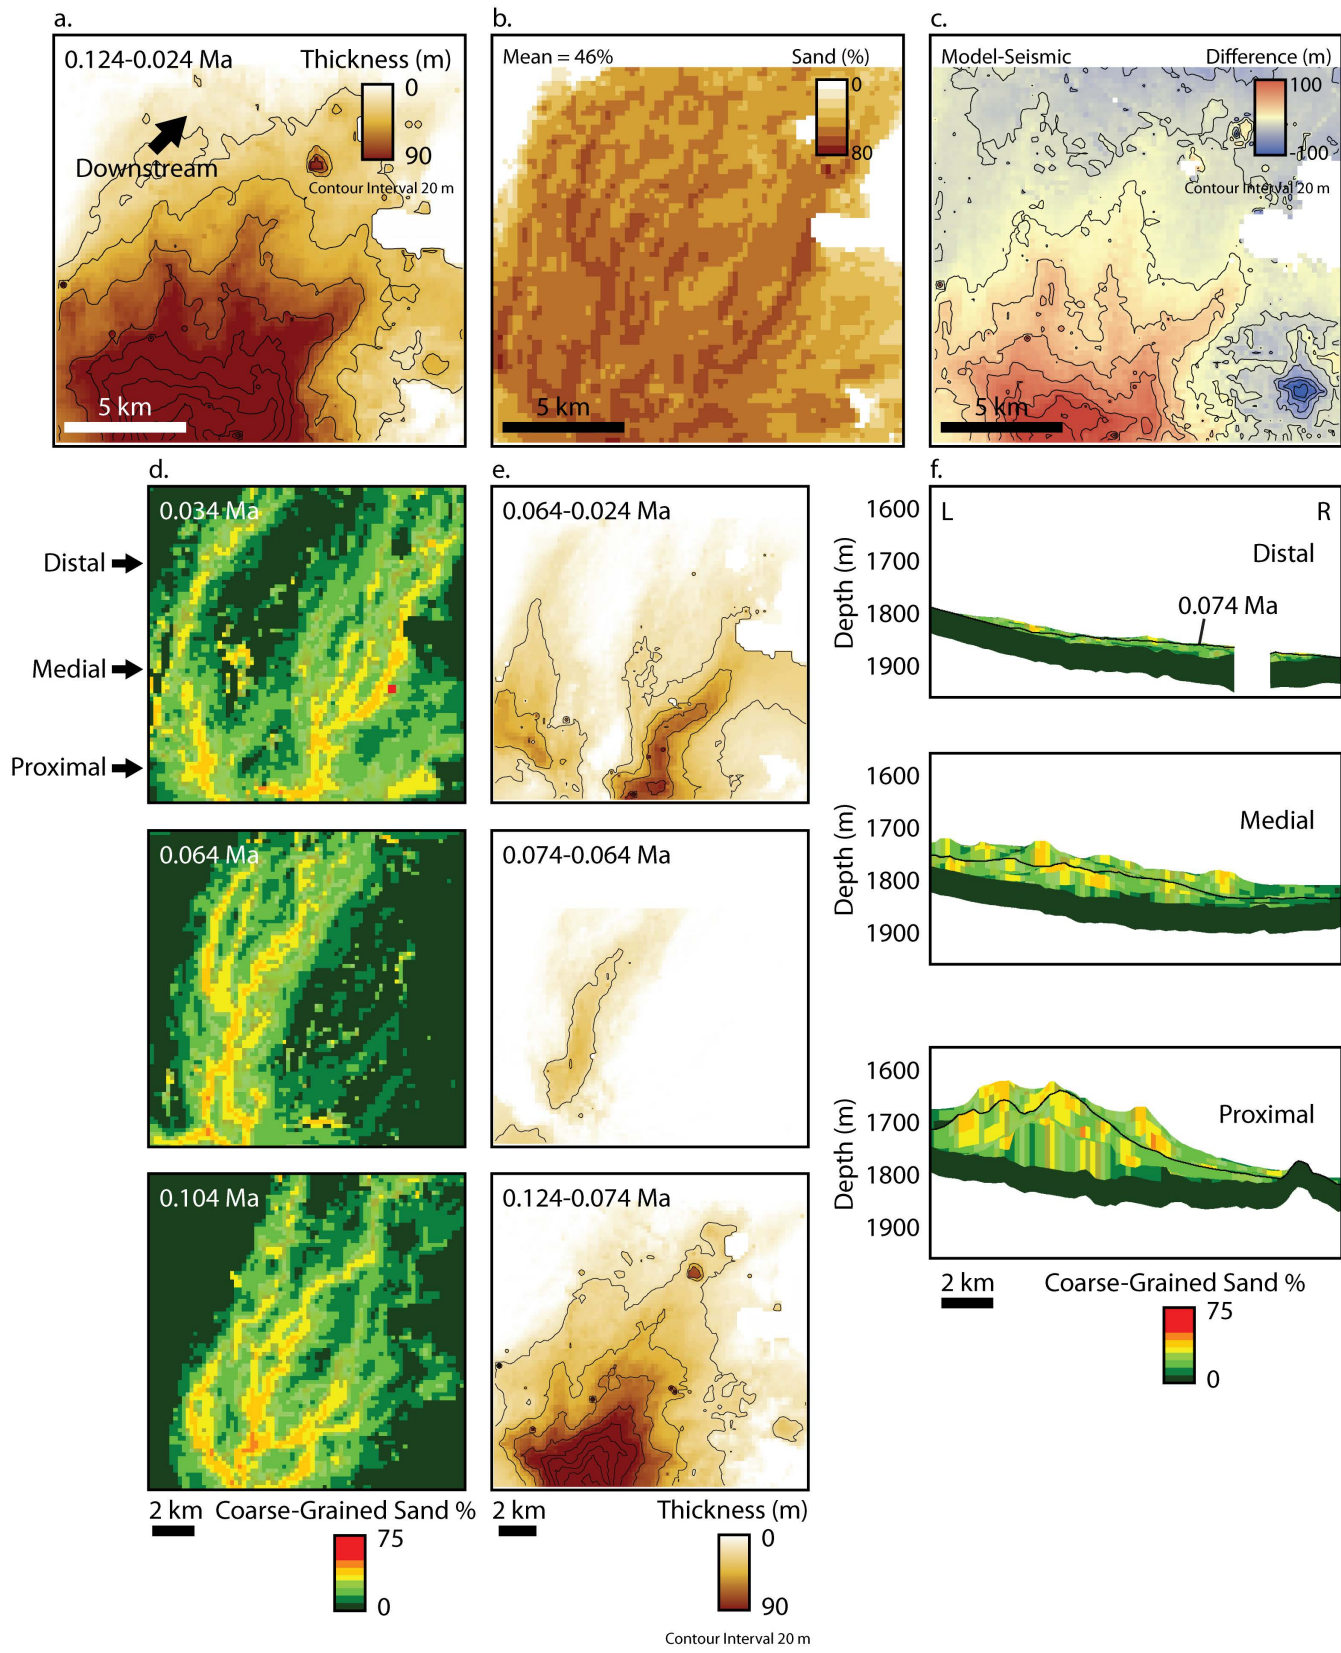 a.
0.124-0.024 Ma
Thickness (m)
0
90
Downstream
Contour Interval 20 m
5 km
b.
Mean = 46%
Sand (%)
0
80
5 km
c.
Model-Seismic
Difference (m)
100
-100
Contour Interval 20 m
5 km
d.
0.034 Ma
Distal
Medial
Proximal
0.064 Ma
0.104 Ma
2 km
Coarse-Grained Sand %
75
0
e.
0.064-0.024 Ma
0.074-0.064 Ma
0.124-0.074 Ma
2 km
Thickness (m)
0
90
Contour Interval 20 m
f.
L
R
Distal
0.074 Ma
Depth (m)
1600
1700
1800
1900
Medial
Depth (m)
1600
1700
1800
1900
Proximal
Depth (m)
1600
1700
1800
1900
2 km
Coarse-Grained Sand %
75
0